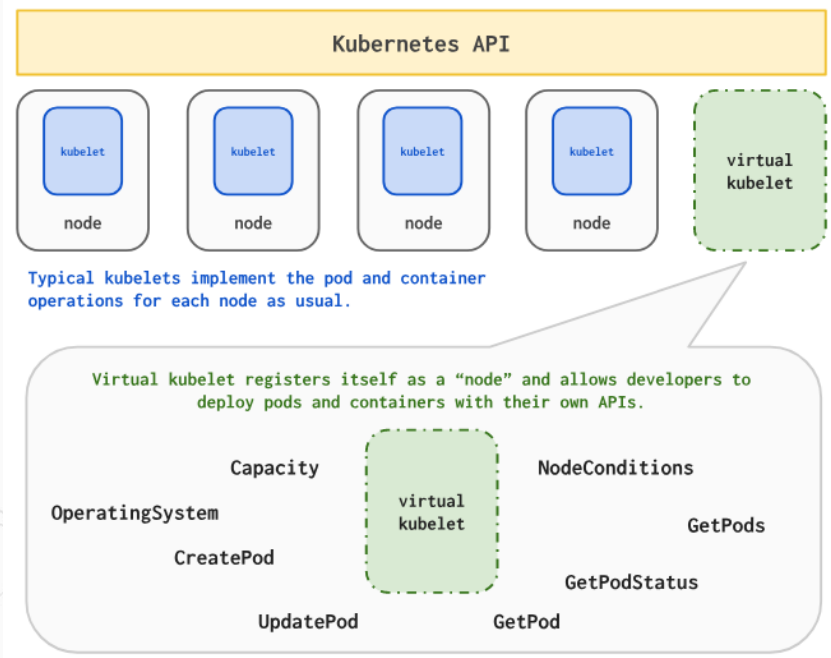 Kubernetes API
kubelet
kubelet
kubelet
kubelet
virtual
kubelet
node
node
node
node
Typical kubelets implement the pod and container
operations for each node as usual.
Virtual kubelet registers itself as a “node” and allows developers to
deploy pods and containers with their own APIs.
Capacity
NodeConditions
virtual
kubelet
OperatingSystem
GetPods
CreatePod
GetPodStatus
UpdatePod
GetPod